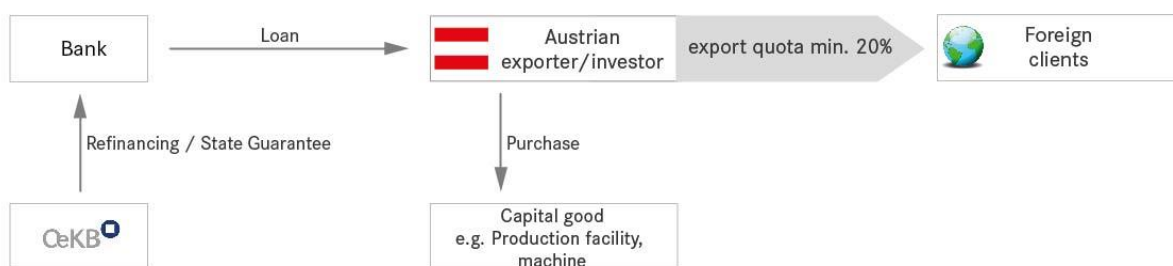 Bank
Loan
Austrian
exporter/investor
export quota min. 20%
Foreign
clients
Refinancing / State Guarantee
Purchase
OeKB
Capital good
e.g. Production facility,
machine